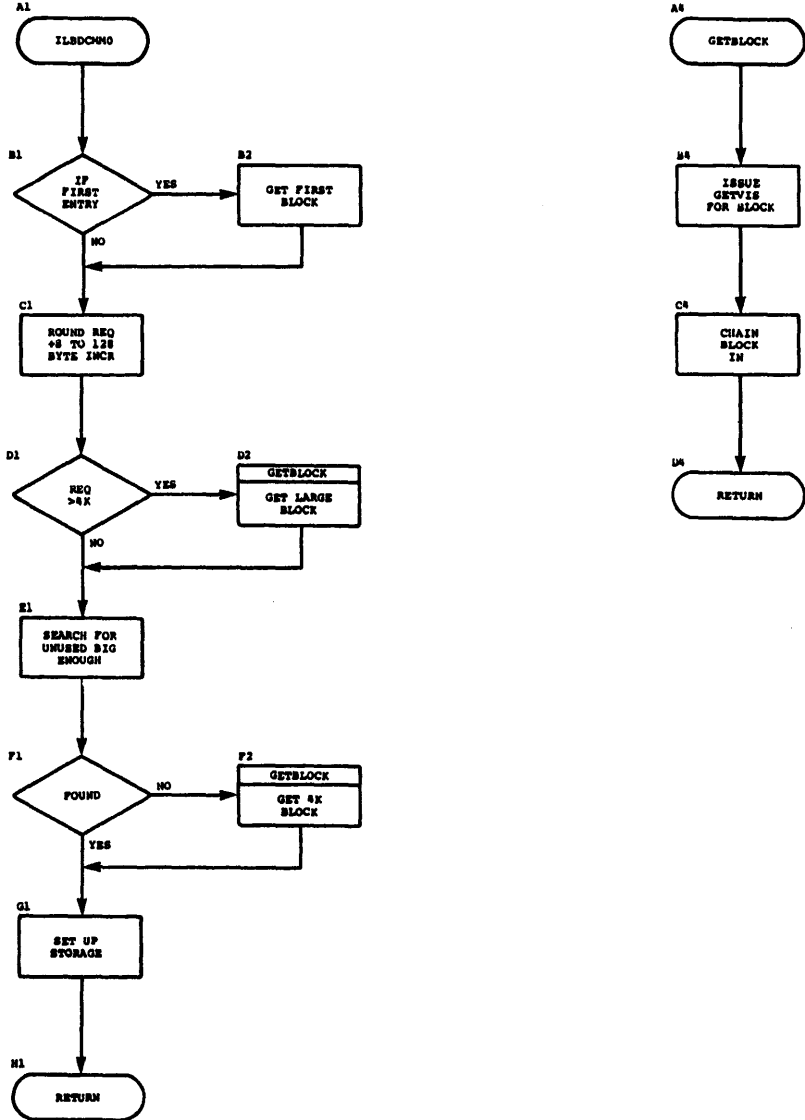 A1
ILBDCMM0
B1
IF
FIRST
ENTRY
YES
B2
GET FIRST
BLOCK
NO
C1
ROUND REQ
+8 TO 128
BYTE INCR
D1
REQ
>4K
YES
D2
GETBLOCK
GET LARGE
BLOCK
NO
E1
SEARCH FOR
UNUSED BIG
ENOUGH
F1
FOUND
NO
F2
GETBLOCK
GET 4K
BLOCK
YES
G1
SET UP
STORAGE
H1
RETURN
A4
GETBLOCK
B4
ISSUE
GETVIS
FOR BLOCK
C4
CHAIN
BLOCK
IN
D4
RETURN